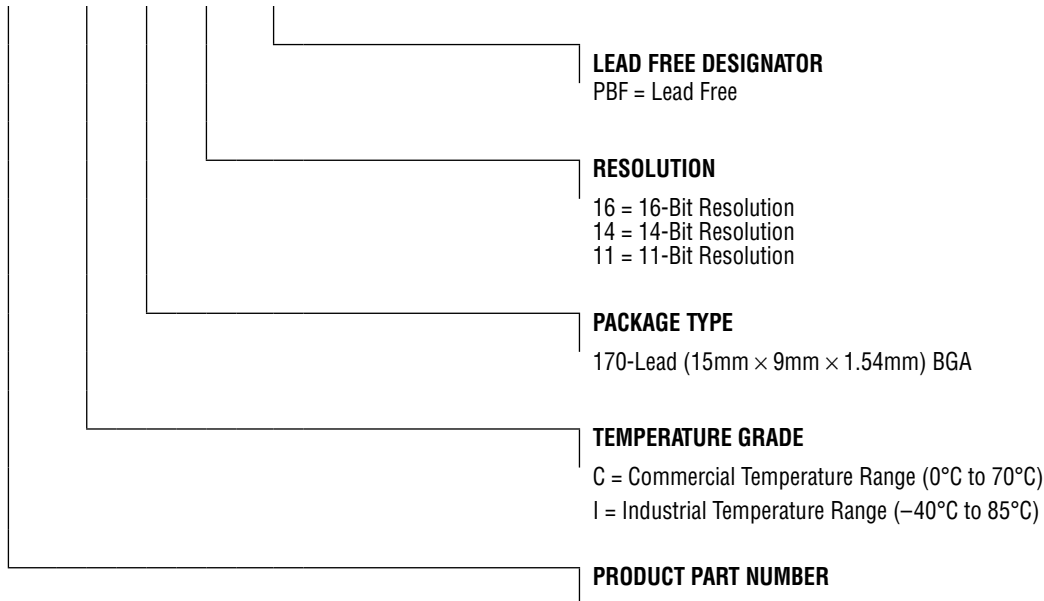 LEAD FREE DESIGNATOR
PBF = Lead Free
RESOLUTION
16 = 16-Bit Resolution
14 = 14-Bit Resolution
11 = 11-Bit Resolution
PACKAGE TYPE
170-Lead (15mm × 9mm × 1.54mm) BGA
TEMPERATURE GRADE
C = Commercial Temperature Range (0°C to 70°C)
I = Industrial Temperature Range (–40°C to 85°C)
PRODUCT PART NUMBER